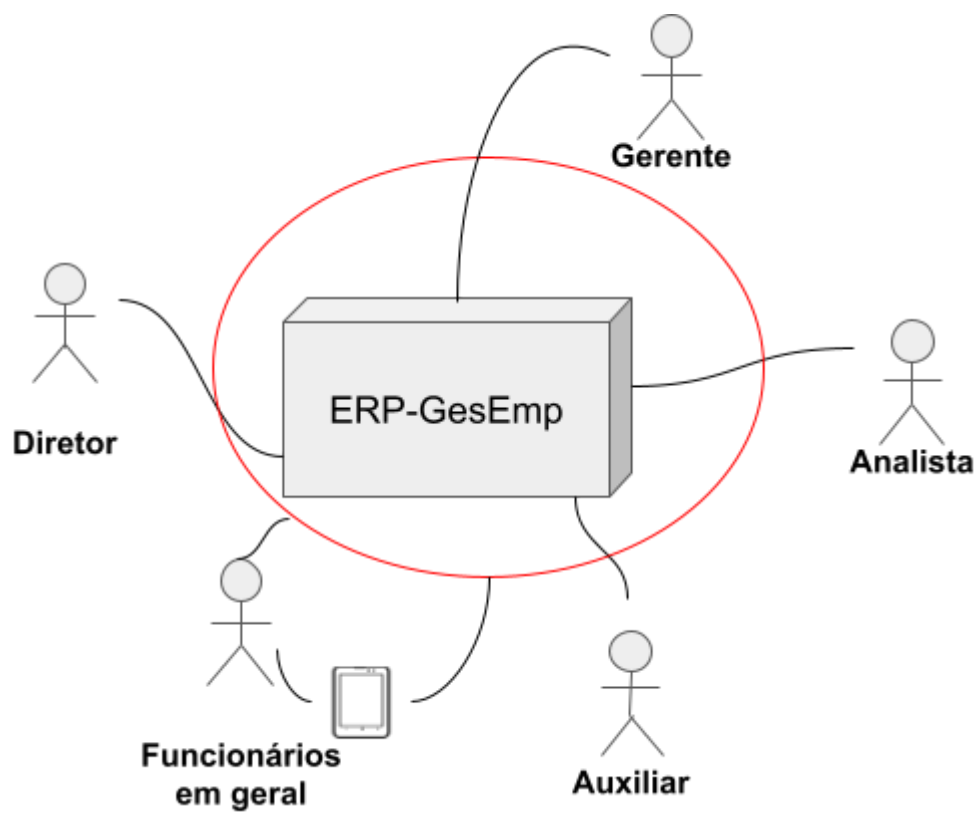 Gerente
ERP-GesEmp
Diretor
Analista
Funcionários
em geral
Auxiliar